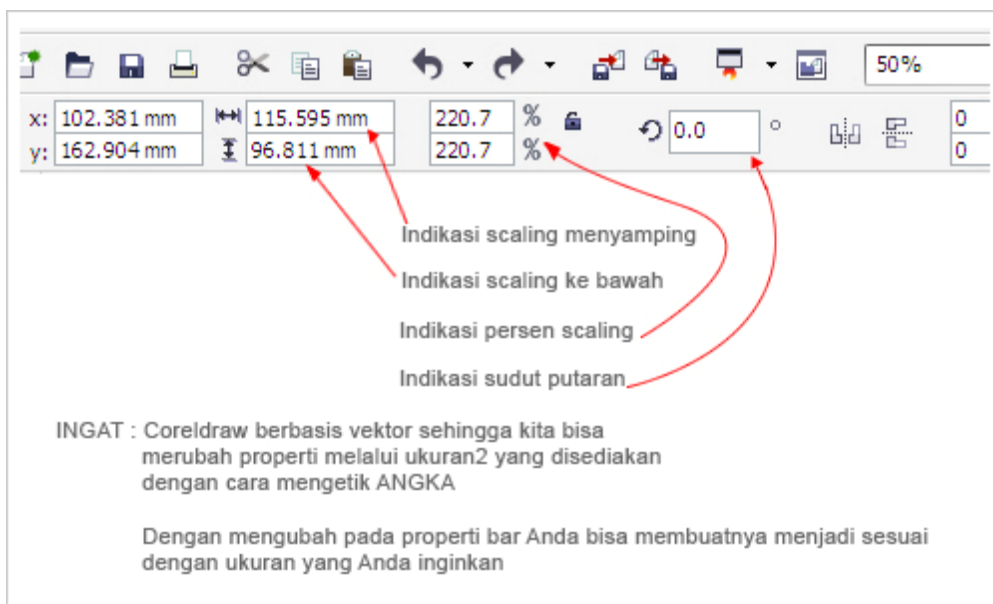 50%
x: 102.381 mm 115.595 mm 220.7 % 0.0 ° 0
y: 162.904 mm 96.811 mm 220.7 % 0
Indikasi scaling menyamping
Indikasi scaling ke bawah
Indikasi persen scaling
Indikasi sudut putaran
INGAT : Coreldraw berbasis vektor sehingga kita bisa
merubah properti melalui ukuran2 yang disediakan
dengan cara mengetik ANGKA
Dengan mengubah pada properti bar Anda bisa membuatnya menjadi sesuai
dengan ukuran yang Anda inginkan